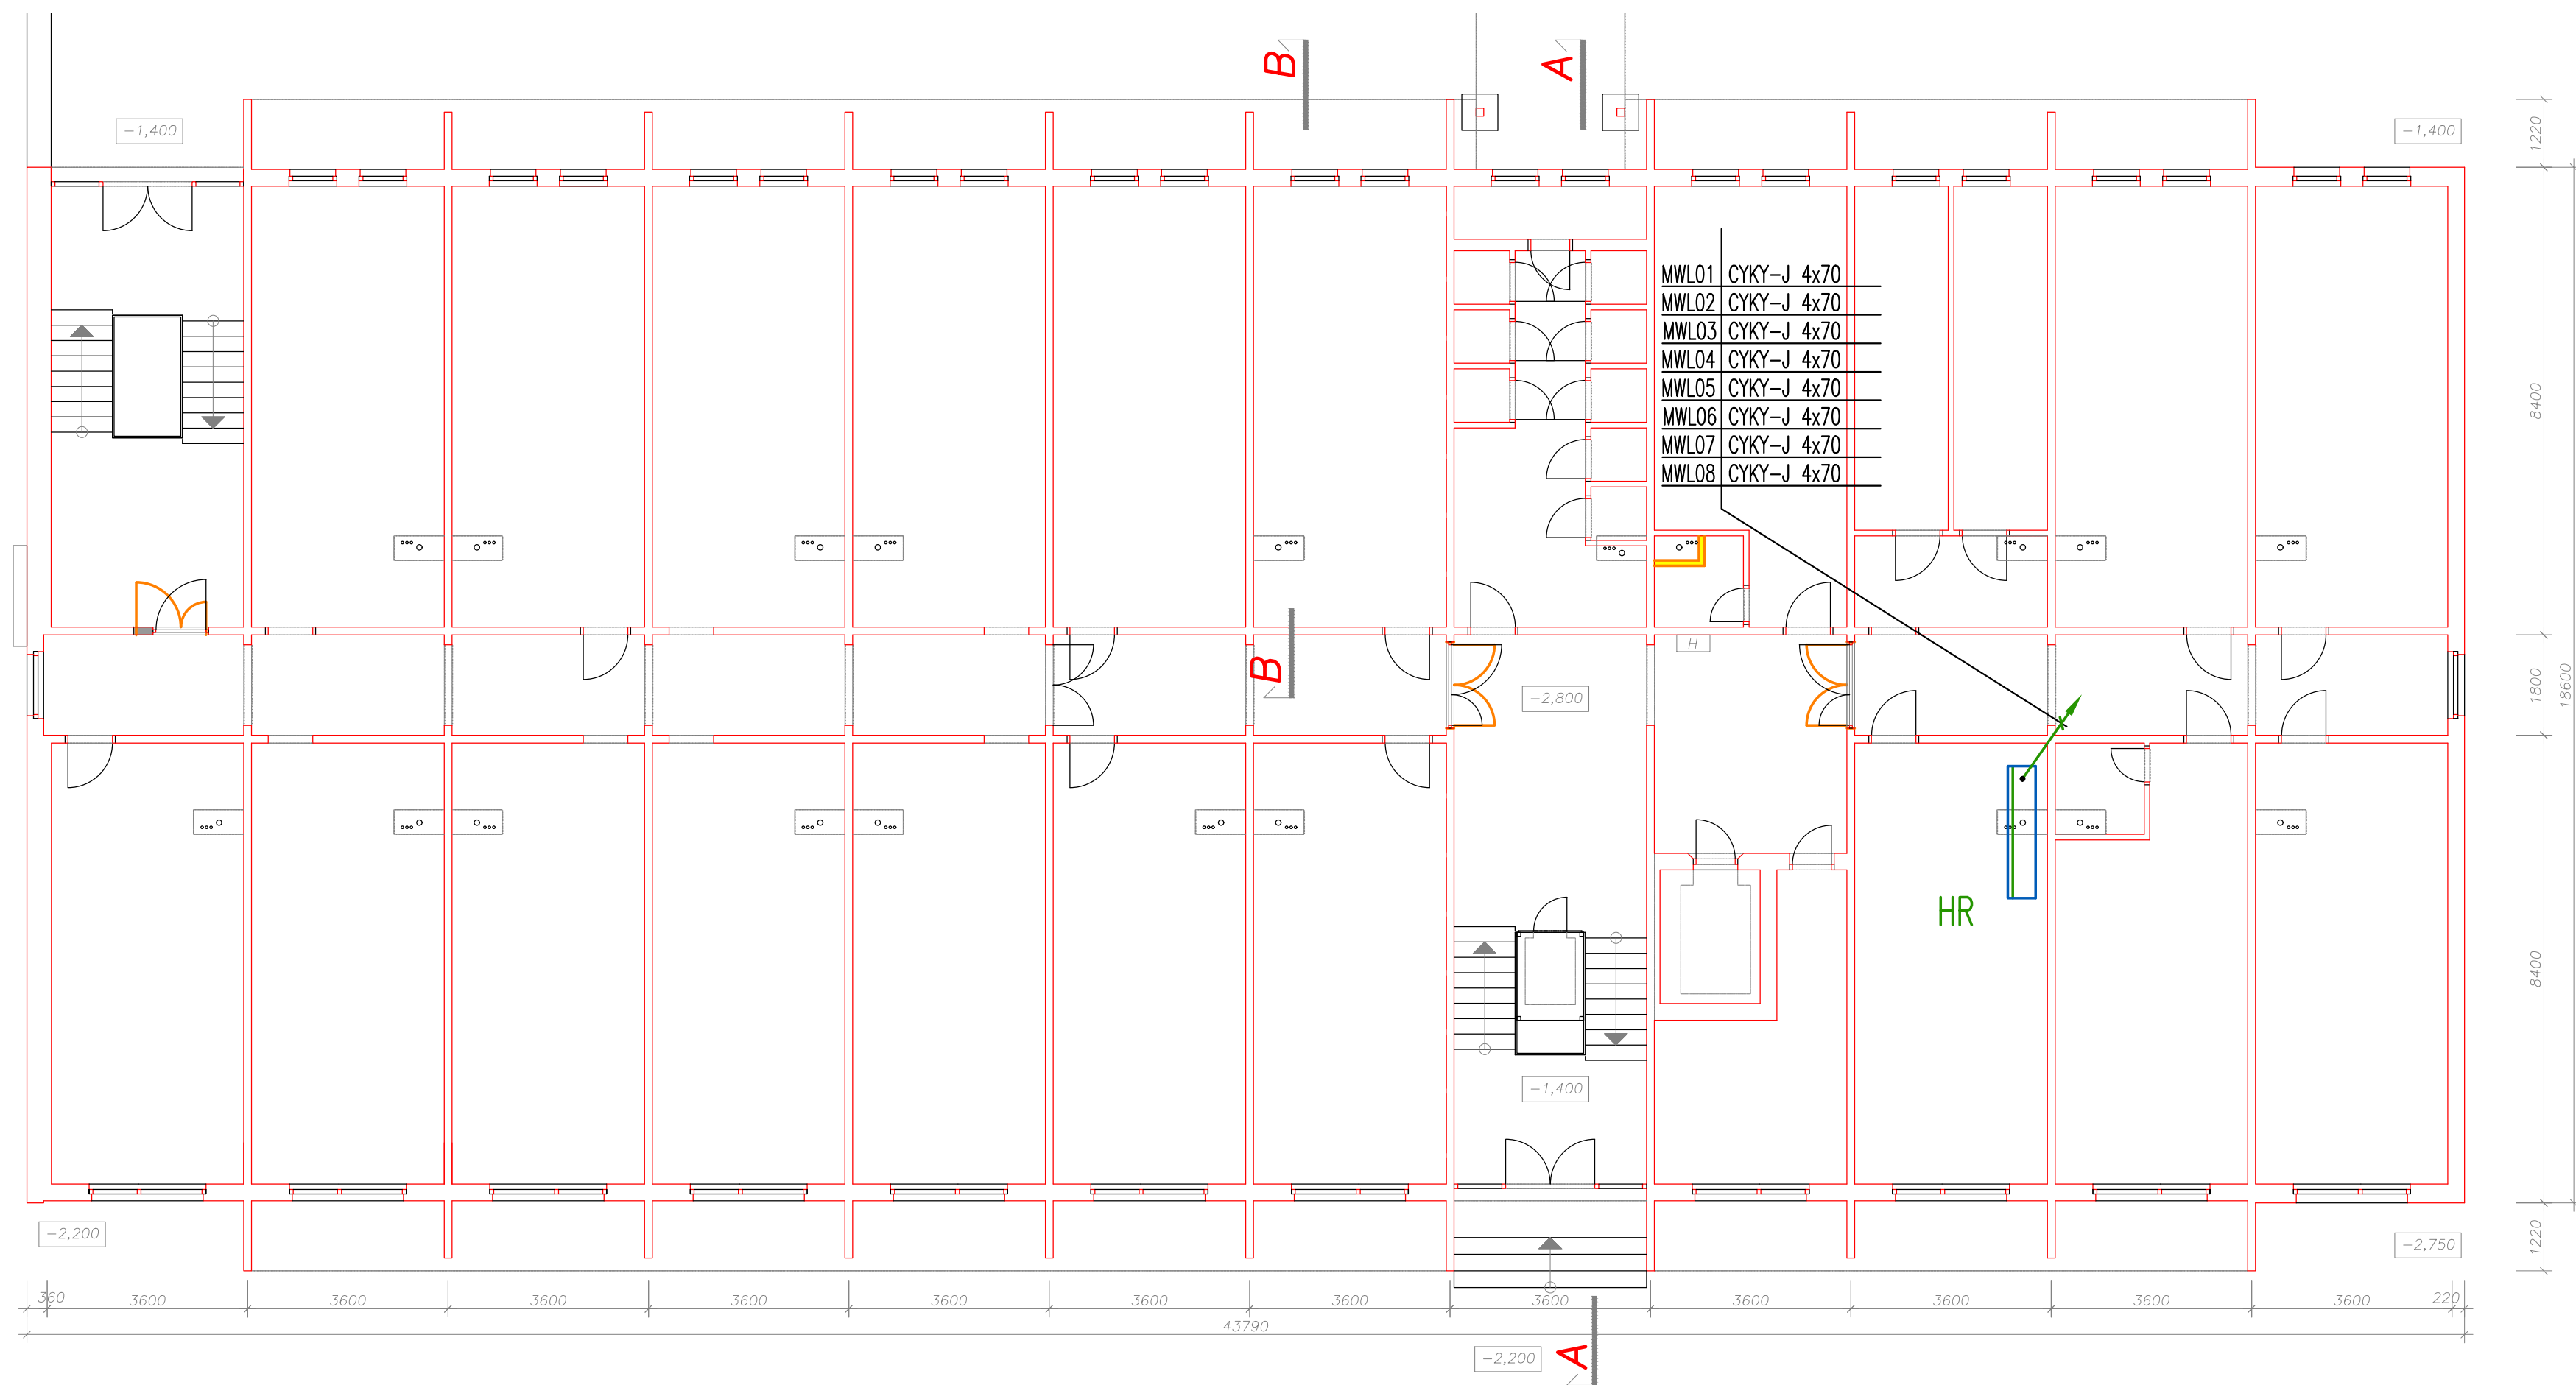 B
A
-1,400
-1,400
1220
MWL01 CYKY-J 4x70
MWL02 CYKY-J 4x70
MWL03 CYKY-J 4x70
MWL04 CYKY-J 4x70
MWL05 CYKY-J 4x70
MWL06 CYKY-J 4x70
MWL07 CYKY-J 4x70
MWL08 CYKY-J 4x70
8400
H
B
-2,800
1800
18600
HR
8400
-1,400
-2,200
-2,750
1220
360
3600
3600
3600
3600
3600
3600
3600
3600
3600
3600
3600
3600
220
43790
-2,200
A